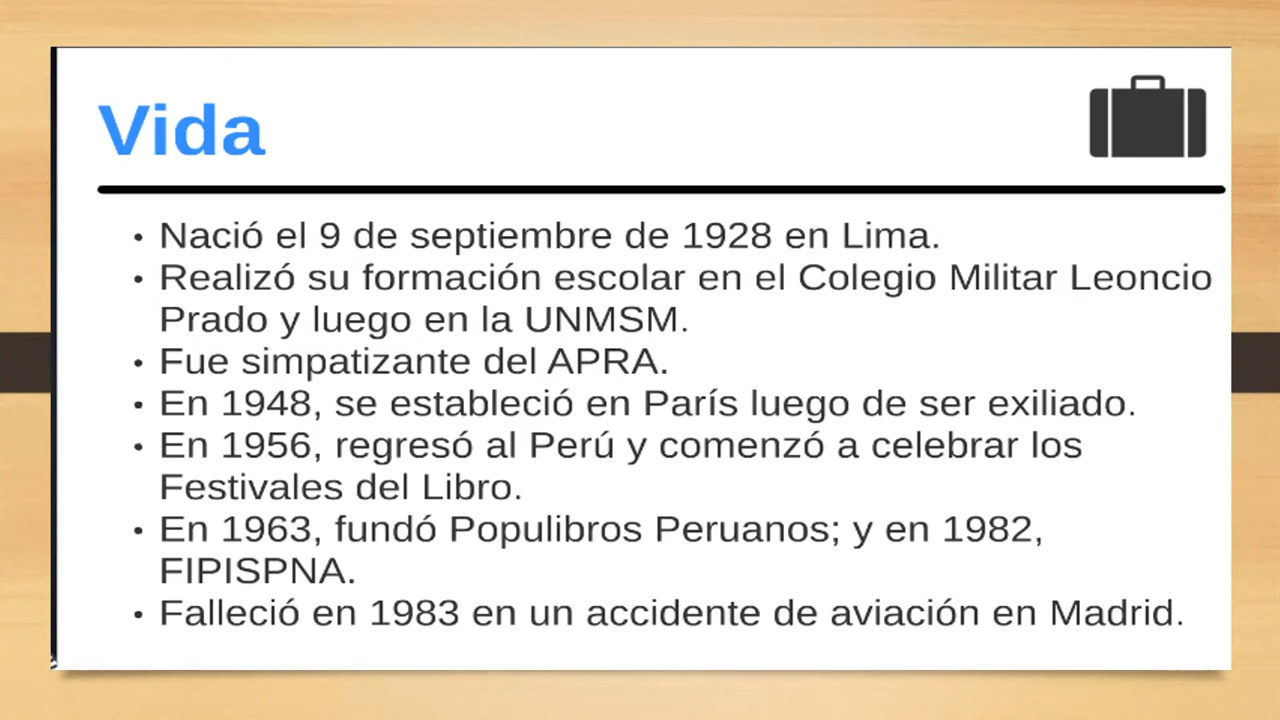 Vida
• Nació el 9 de septiembre de 1928 en Lima.
• Realizó su formación escolar en el Colegio Militar Leoncio
Prado y luego en la UNMSM.
• Fue simpatizante del APRA.
• En 1948, se estableció en París luego de ser exiliado.
• En 1956, regresó al Perú y comenzó a celebrar los
Festivales del Libro.
• En 1963, fundó Populibros Peruanos; y en 1982,
FIPISPNA.
• Falleció en 1983 en un accidente de aviación en Madrid.